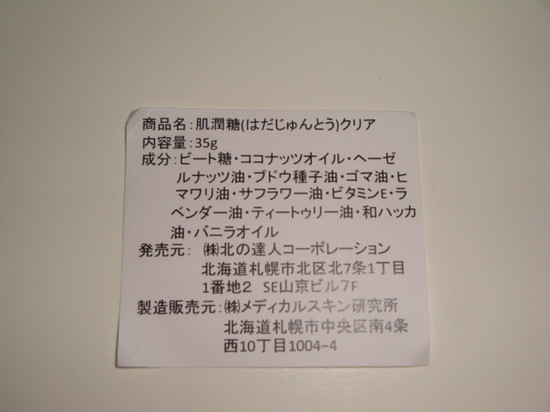 商品名：肌潤糖(はだじゅんとう)クリア
内容量：35g
成分：ビート糖・ココナッツオイル・ヘーゼ
ルナッツ油・ブドウ種子油・ゴマ油・ヒ
マワリ油・サフラワー油・ビタミンE・ラ
ベンダー油・ティートゥリー油・和ハッカ
油・バニラオイル
発売元：㈱北の達人コーポレーション
北海道札幌市北区北7条1丁目
1番地2 SE山京ビル7F
製造販売元：㈱メディカルスキン研究所
北海道札幌市中央区南4条
西10丁目1004-4